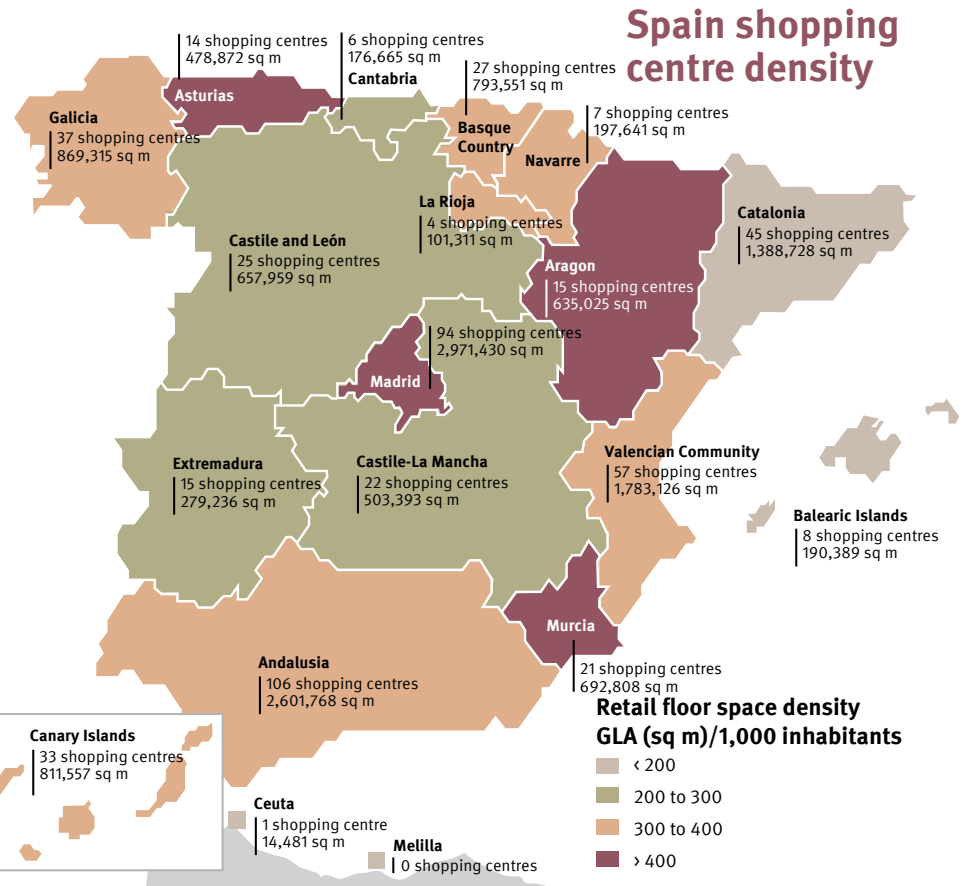 Spain shopping
centre density
14 shopping centres
478,872 sq m
Asturias
6 shopping centres
176,665 sq m
Cantabria
27 shopping centres
793,551 sq m
Basque
Country
7 shopping centres
197,641 sq m
Navarre
Galicia
37 shopping centres
869,315 sq m
La Rioja
4 shopping centres
101,311 sq m
Castile and León
25 shopping centres
657,959 sq m
Aragon
15 shopping centres
635,025 sq m
Catalonia
45 shopping centres
1,388,728 sq m
94 shopping centres
2,971,430 sq m
Madrid
Extremadura
15 shopping centres
279,236 sq m
Castile-La Mancha
22 shopping centres
503,393 sq m
Valencian Community
57 shopping centres
1,783,126 sq m
Balearic Islands
8 shopping centres
190,389 sq m
Murcia
21 shopping centres
692,808 sq m
Andalusia
106 shopping centres
2,601,768 sq m
Canary Islands
33 shopping centres
811,557 sq m
Ceuta
1 shopping centre
14,481 sq m
Melilla
0 shopping centres
Retail floor space density
GLA (sq m)/1,000 inhabitants
‹ 200
200 to 300
300 to 400
› 400